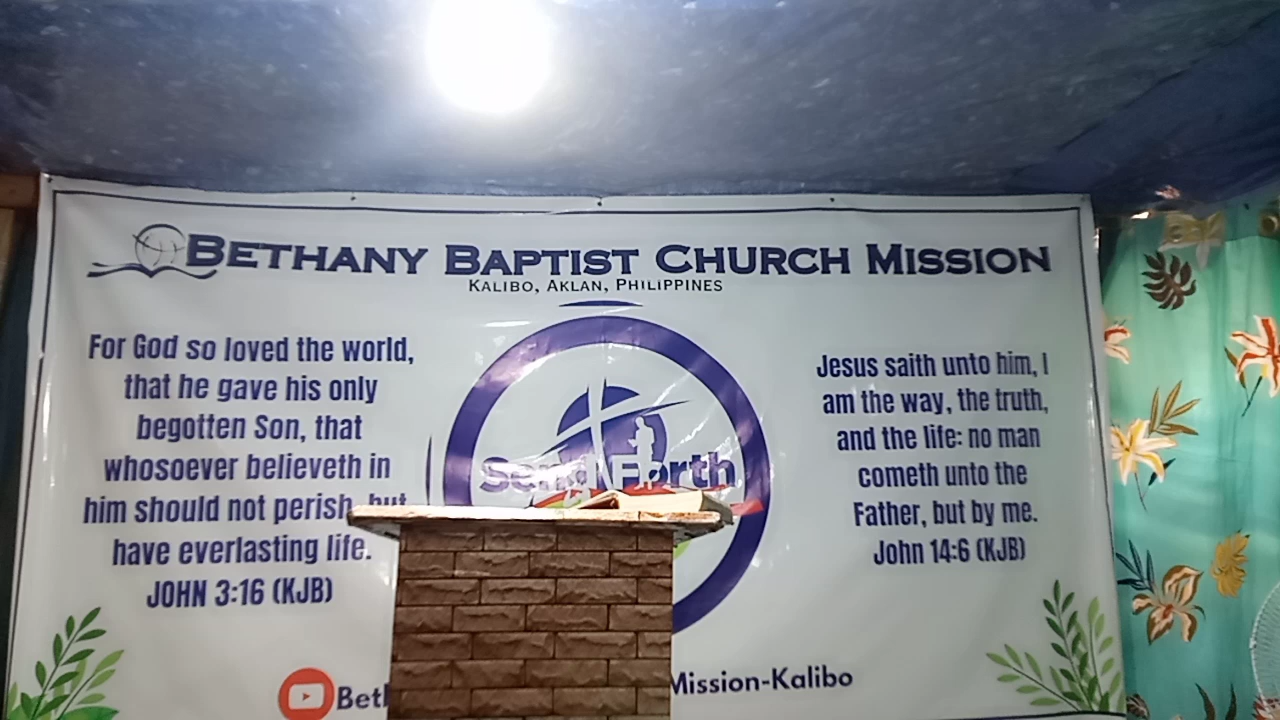 BETHANY BAPTIST CHURCH MISSION
KALIBO, AKLAN, PHILIPPINES
For God so loved the world,
that he gave his only
begotten Son, that
whosoever believeth in
him should not perish, but
have everlasting life.
JOHN 3:16 (KJB)
Send Forth
Jesus saith unto him, I
am the way, the truth,
and the life: no man
cometh unto the
Father, but by me.
John 14:6 (KJB)
Mission-Kalibo